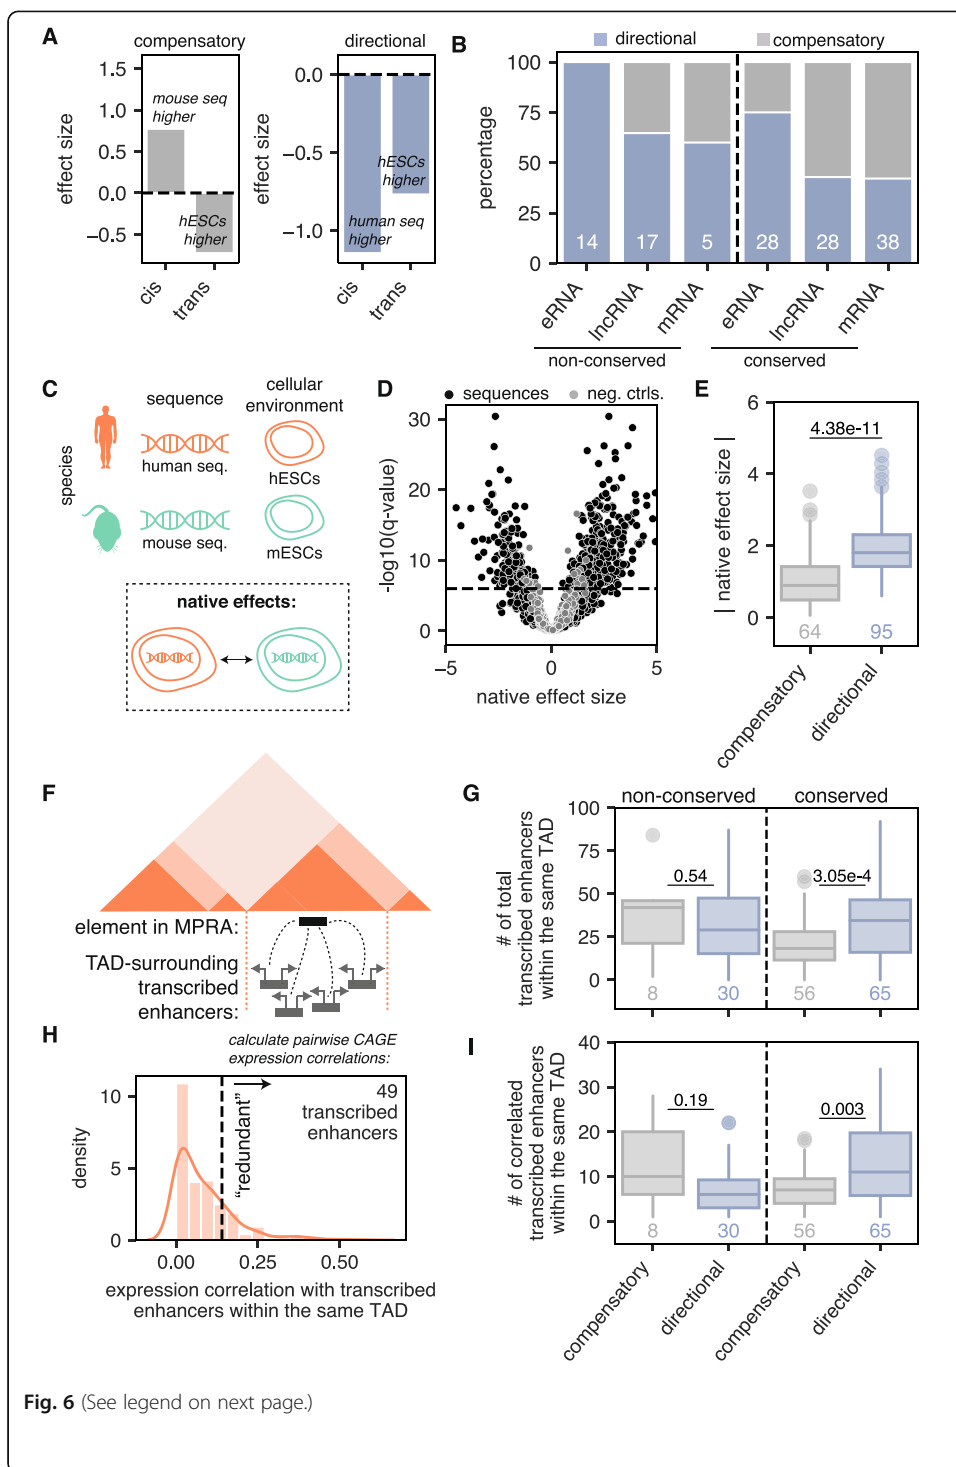 A
compensatory
directional
effect size
1.5
1.0
0.5
0.0
−0.5
mouse seq
higher
hESCs
higher
cis
trans
effect size
0.0
−0.5
−1.0
hESCs
higher
human seq
higher
cis
trans
B
directional
compensatory
percentage
100
75
50
25
0
14
17
5
28
28
38
eRNA
lncRNA
mRNA
eRNA
lncRNA
mRNA
non-conserved
conserved
C
sequence
cellular
environment
species
human seq.
hESCs
mouse seq.
mESCs
native effects:
D
sequences
neg. ctrls.
-log10(q-value)
30
20
10
0
−5
0
5
native effect size
E
| native effect size |
6
4
2
0
4.38e-11
64
95
compensatory
directional
F
element in MPRA:
TAD-surrounding
transcribed
enhancers:
G
non-conserved
conserved
# of total
transcribed enhancers
within the same TAD
100
75
50
25
0
0.54
3.05e-4
8
30
56
65
H
calculate pairwise CAGE
expression correlations:
density
10
5
0
"redundant"
49
transcribed
enhancers
0.00
0.25
0.50
expression correlation with transcribed
enhancers within the same TAD
I
# of correlated
transcribed enhancers
within the same TAD
40
30
20
10
0
0.19
0.003
8
30
56
65
compensatory
directional
compensatory
directional
Fig. 6 (See legend on next page.)